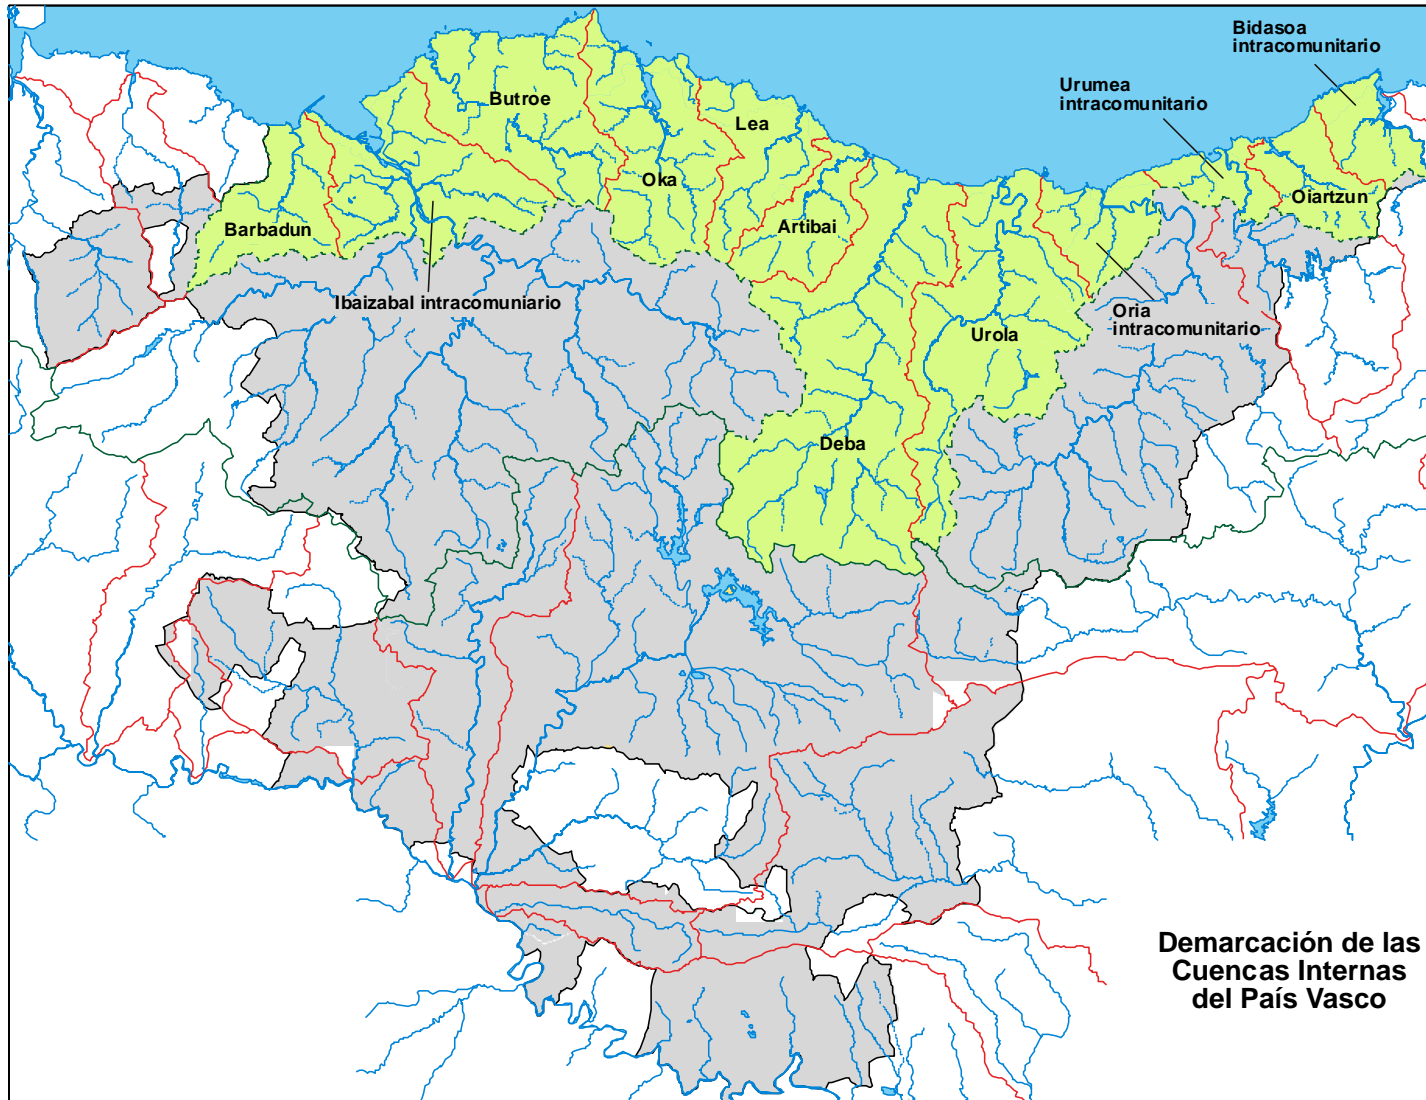 Bidasoa
intracomunitario
Urumea
intracomunitario
Butroe
Lea
Oka
Oiartzun
Barbadun
Artibai
Ibaizabal intracomuniario
Oria
intracomunitario
Urola
Deba
Demarcación de las
Cuencas Internas
del País Vasco